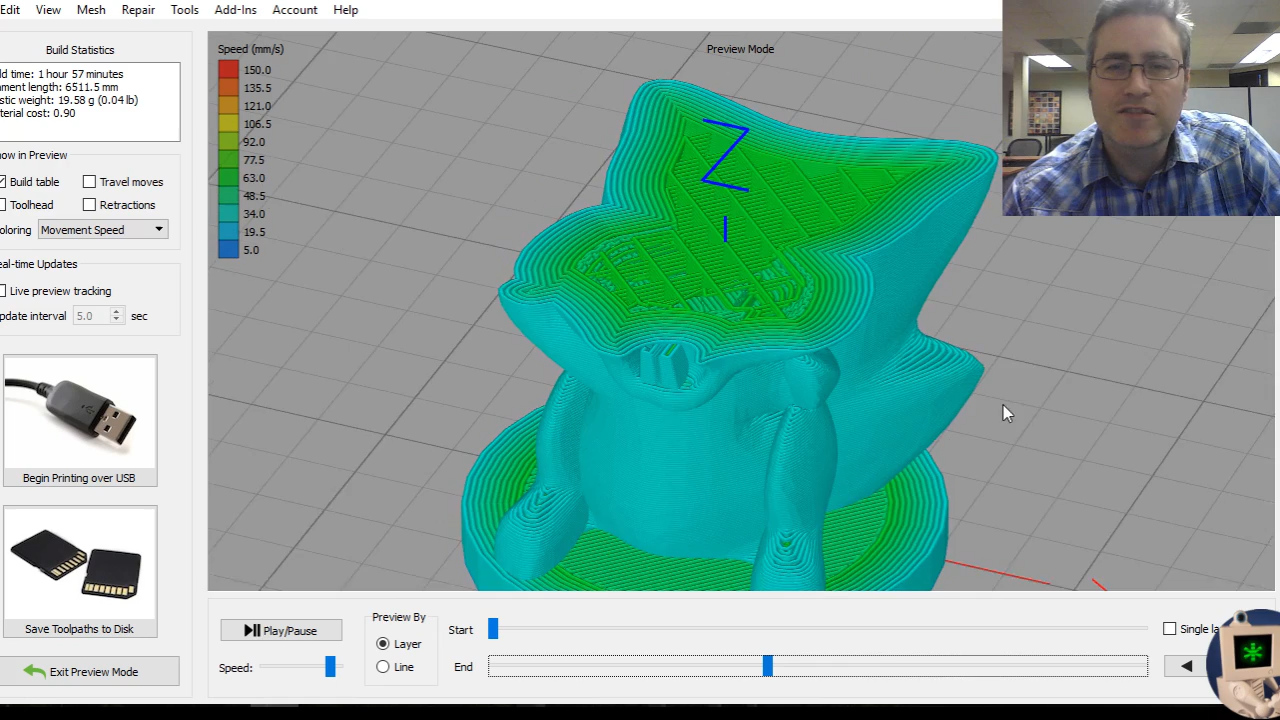 Edit View Mesh Repair Tools Add-Ins Account Help
Build Statistics
ld time: 1 hour 57 minutes
ment length: 6511.5 mm
stic weight: 19.58 g (0.04 lb)
terial cost: 0.90
how in Preview
Build table Travel moves
Toolhead Retractions
oloring Movement Speed
eal-time Updates
Live preview tracking
pdate interval 5.0 sec
Begin Printing over USB
Save Toolpaths to Disk
Exit Preview Mode
Speed (mm/s)
150.0
135.5
121.0
106.5
92.0
77.5
63.0
48.5
34.0
19.5
5.0
Preview Mode
Z
Play/Pause
Speed:
Preview By
Layer
Line
Start
End
Single la